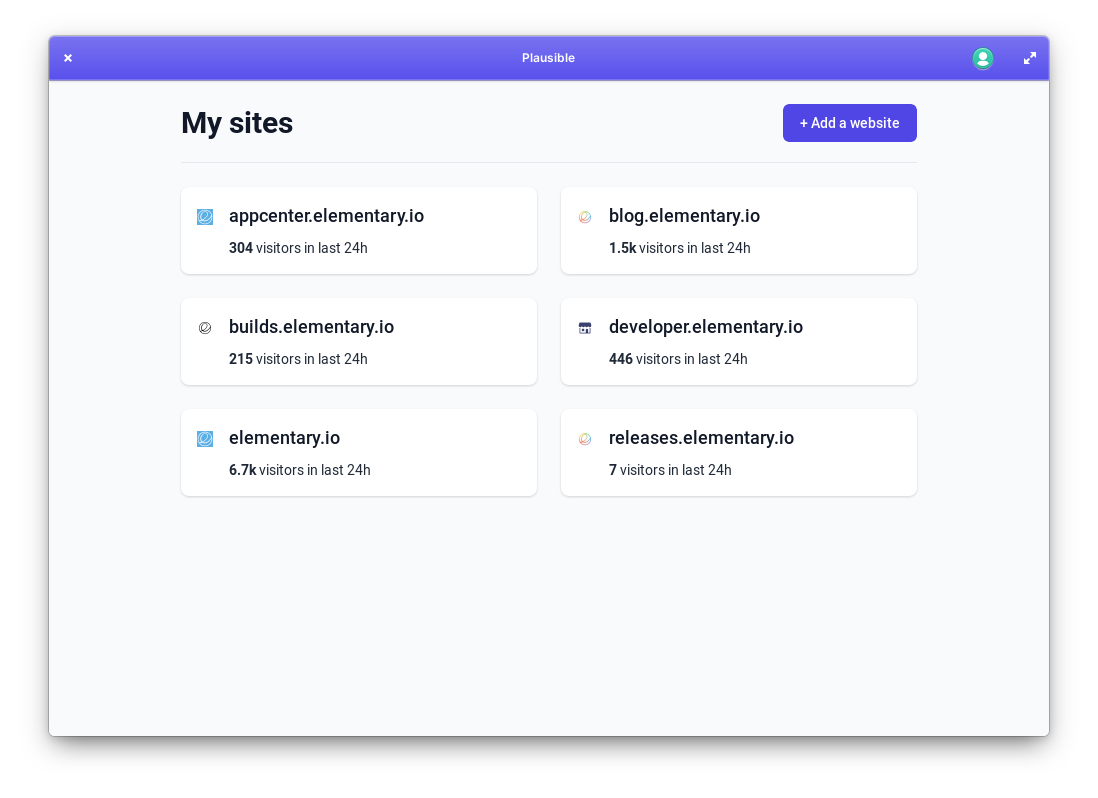 Plausible
My sites
+ Add a website
appcenter.elementary.io
304 visitors in last 24h
blog.elementary.io
1.5k visitors in last 24h
builds.elementary.io
215 visitors in last 24h
developer.elementary.io
446 visitors in last 24h
elementary.io
6.7k visitors in last 24h
releases.elementary.io
7 visitors in last 24h